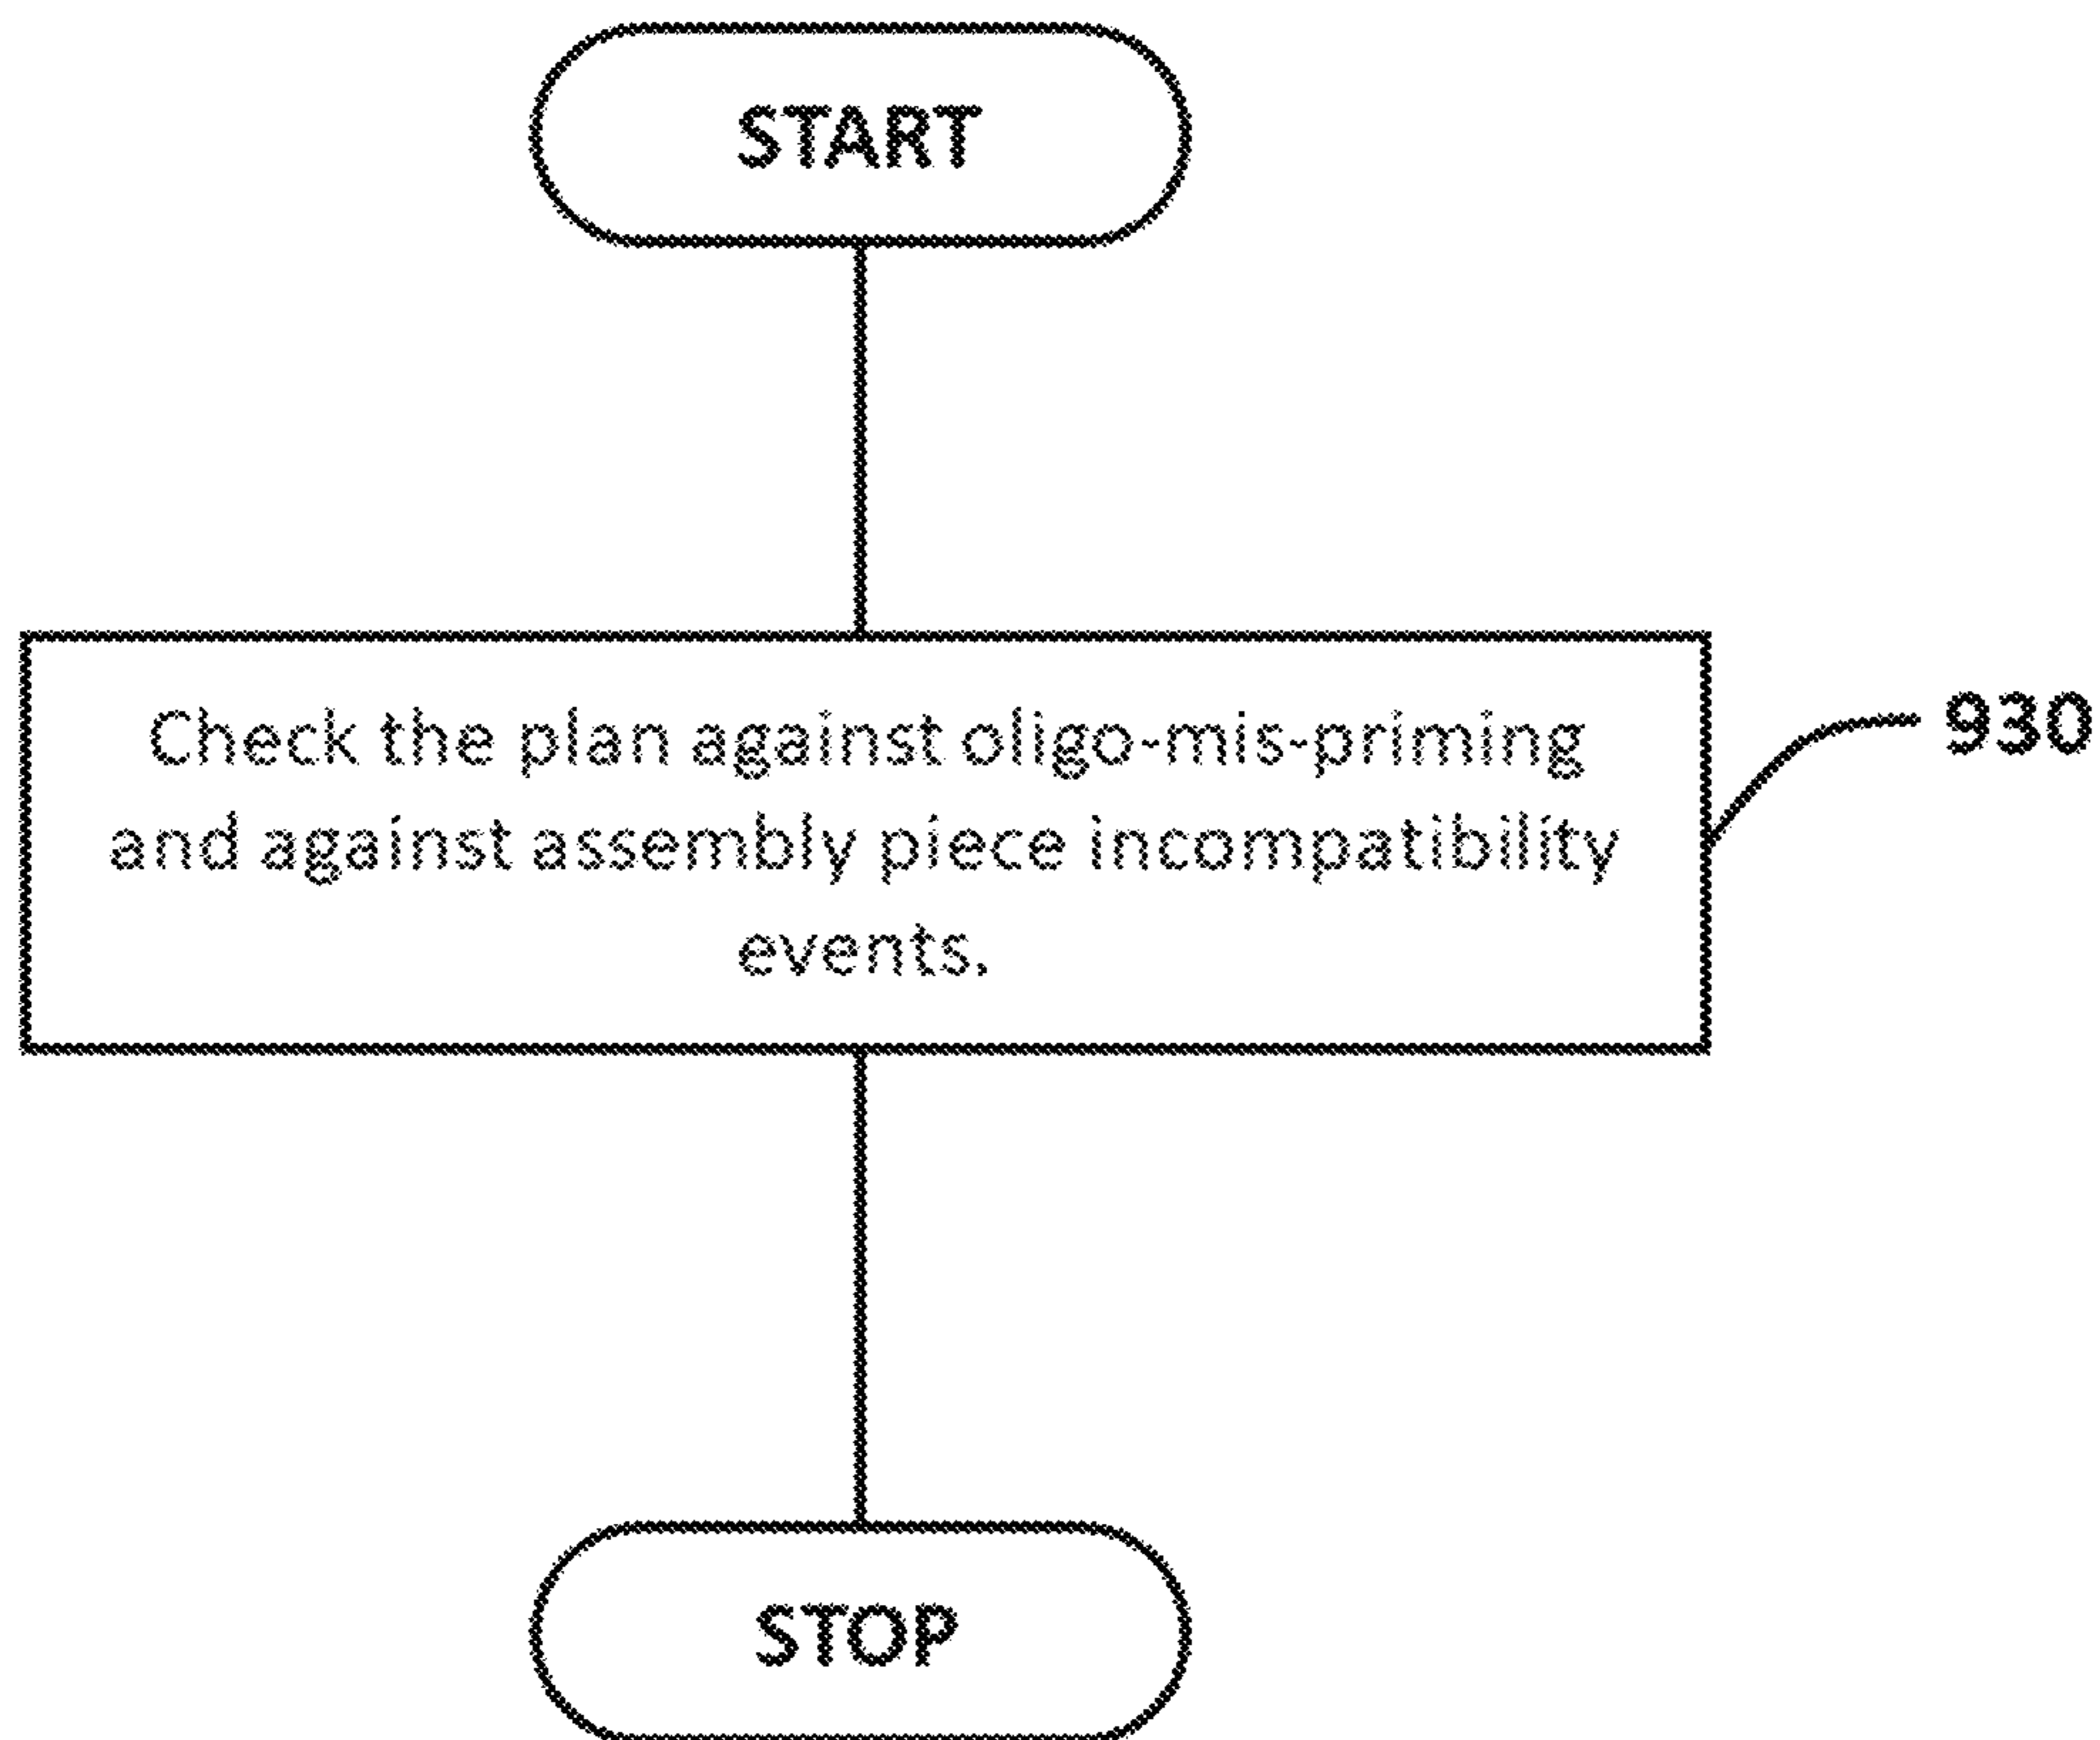 START
Check the plan against oligo-mis-priming
and against assembly piece incompatibility
events.
930
STOP